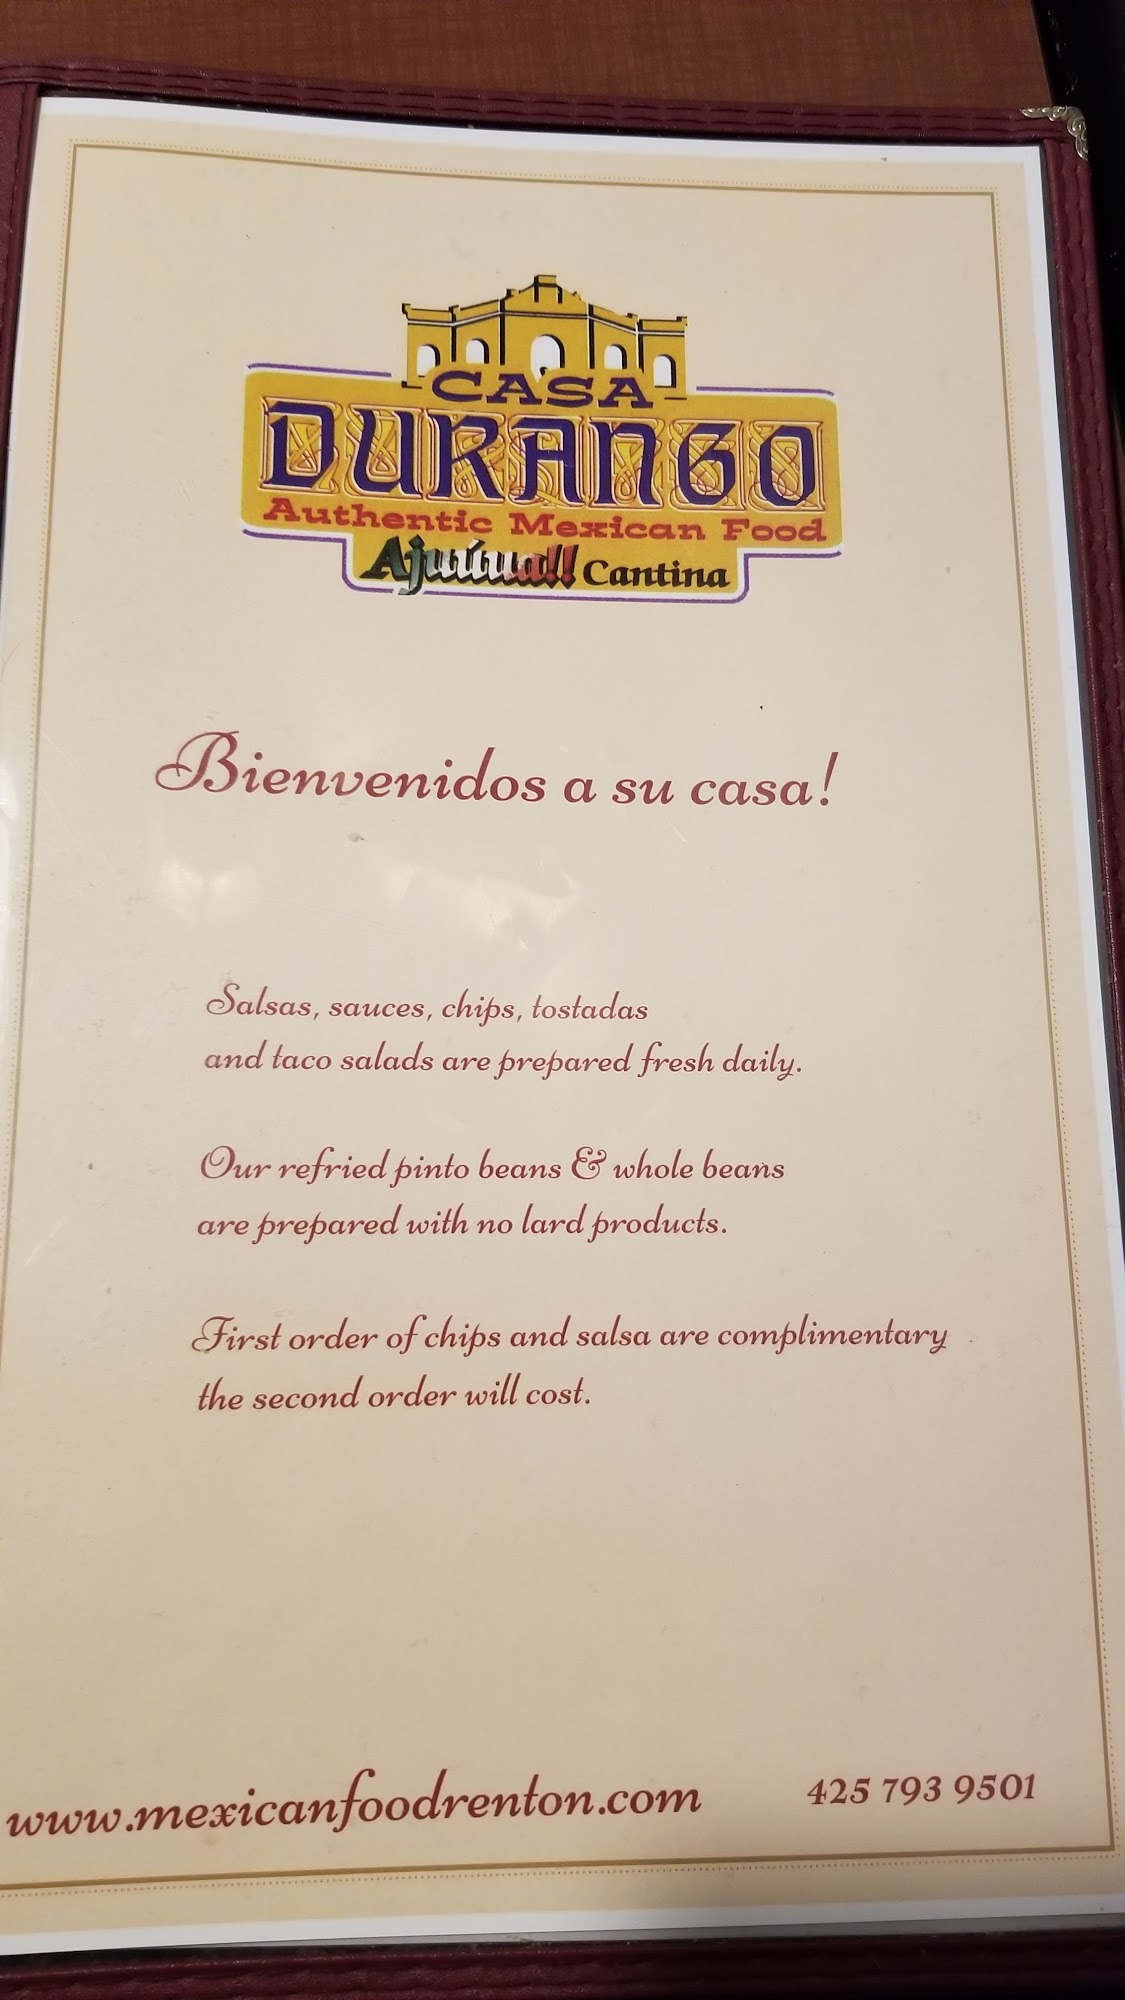 CASA
DURANGO
Authentic Mexican Food
Ajuúua!! Cantina
Bienvenidos a su casa!
Salsas, sauces, chips, tostadas
and taco salads are prepared fresh daily.
Our refried pinto beans & whole beans
are prepared with no lard products.
First order of chips and salsa are complimentary
the second order will cost.
www.mexicanfoodrenton.com 425 793 9501